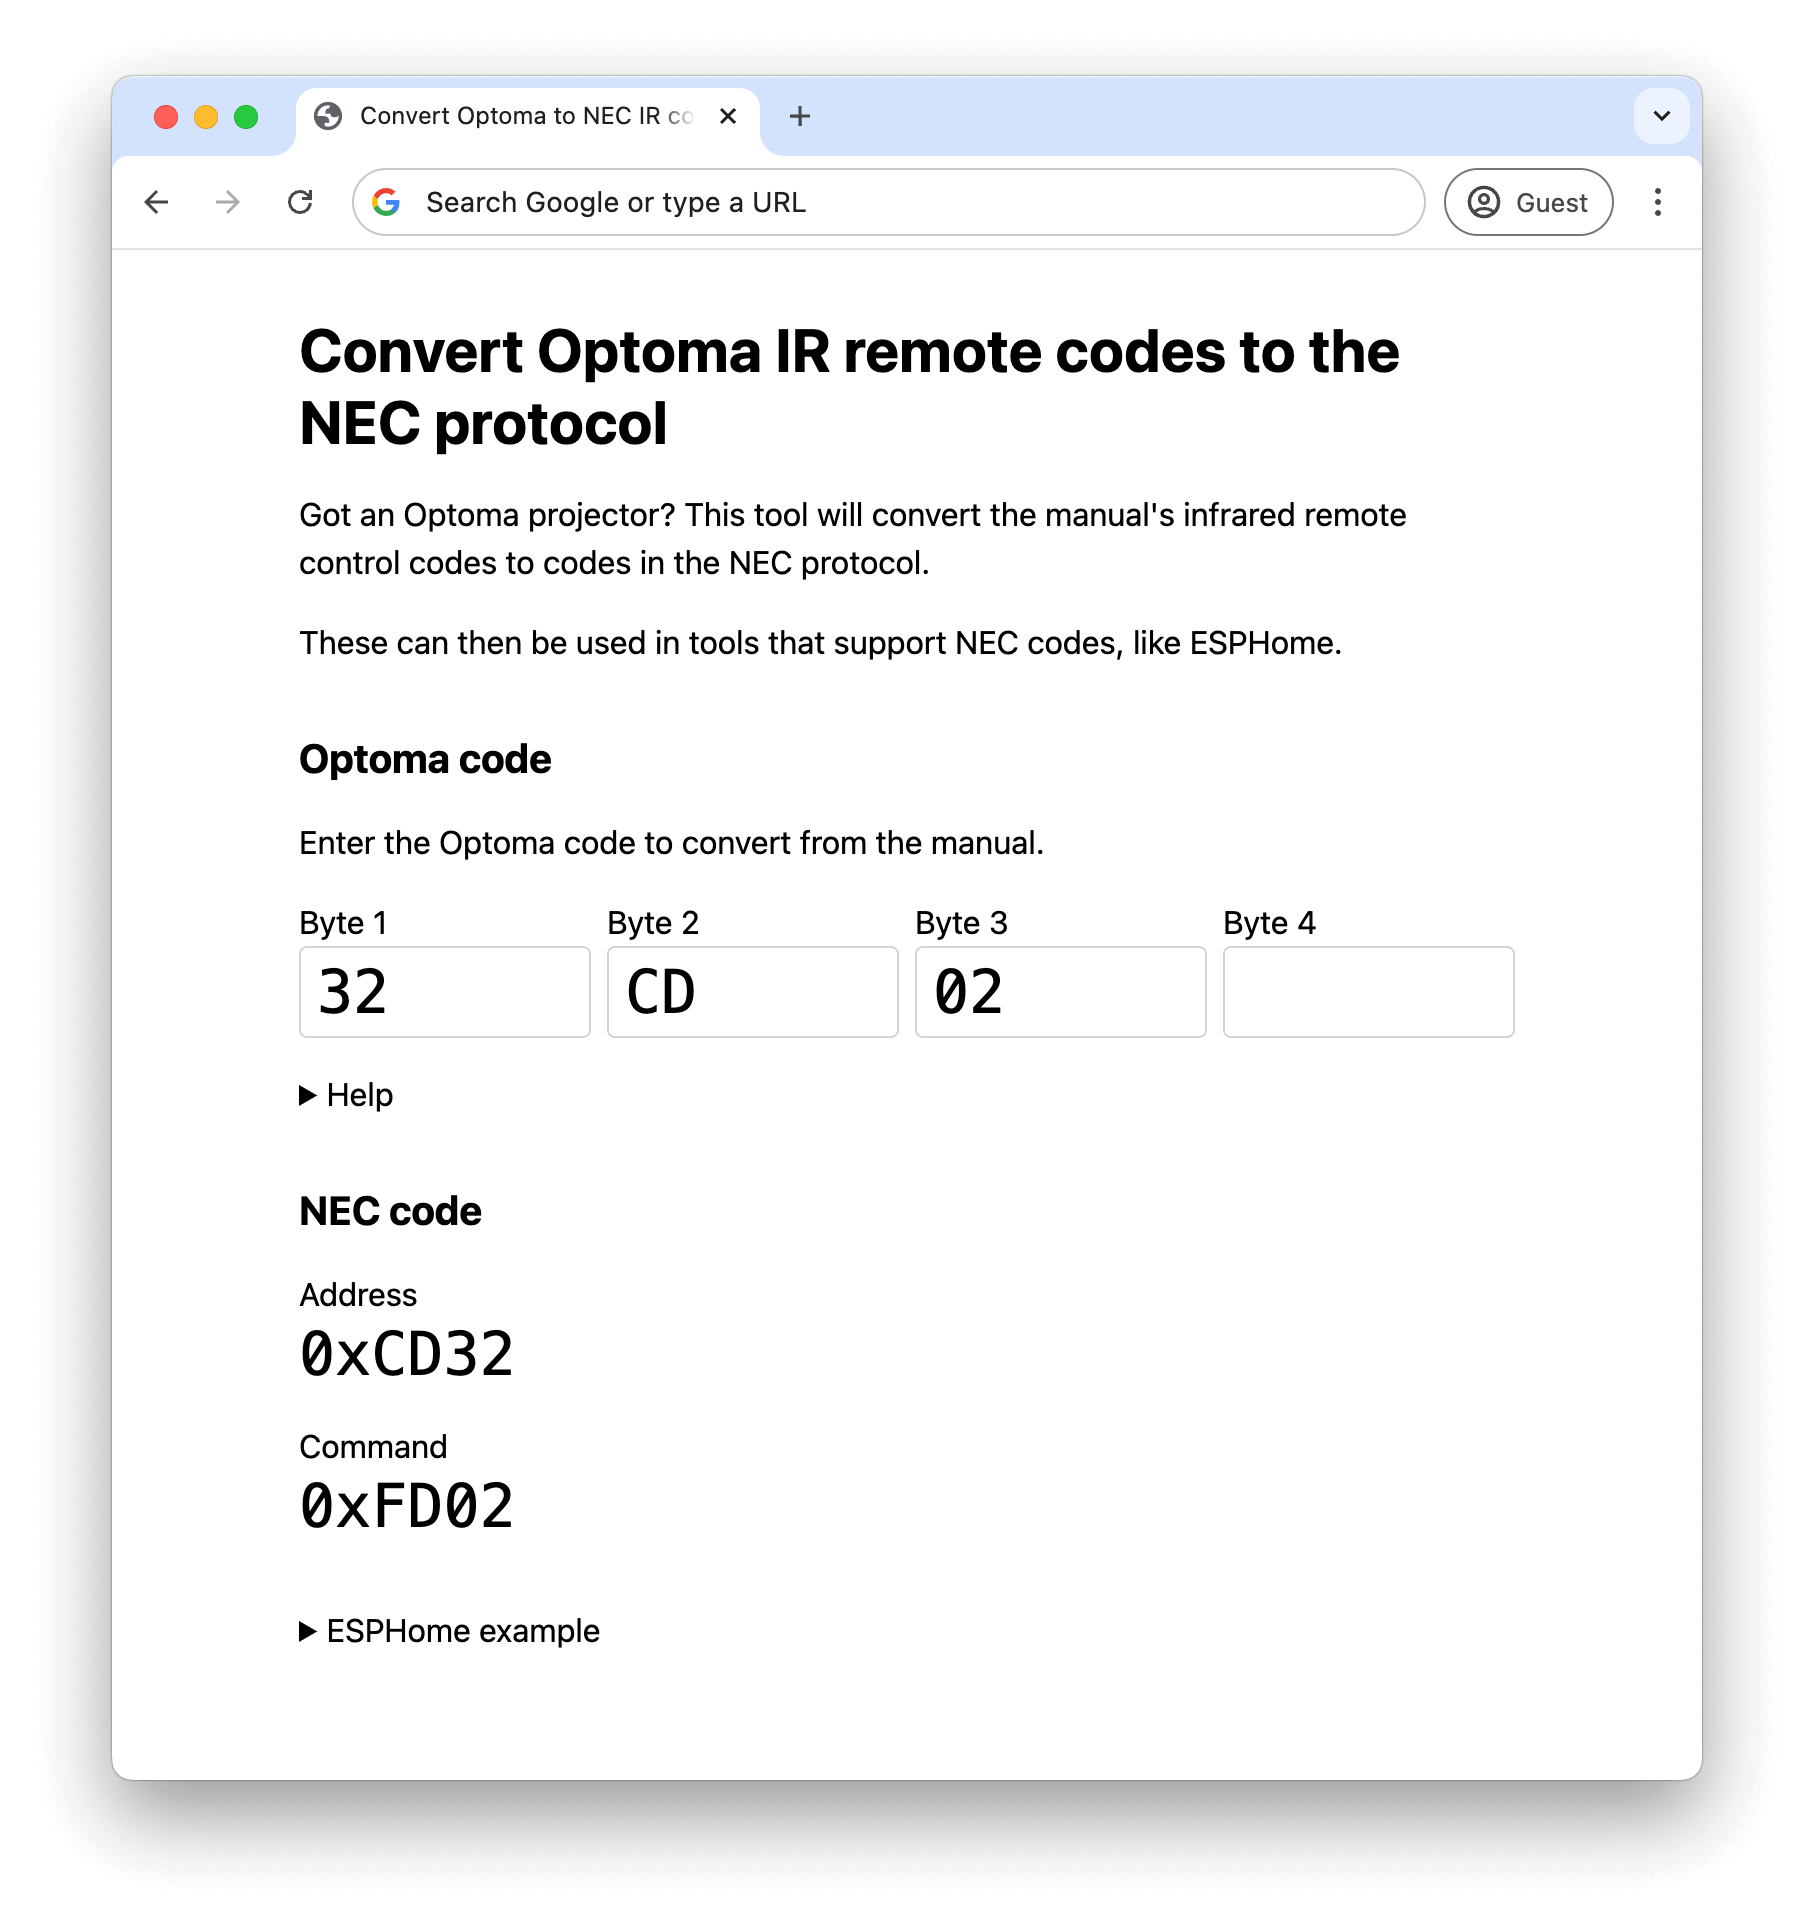 Convert Optoma to NEC IR co
Search Google or type a URL
Guest
Convert Optoma IR remote codes to the
NEC protocol
Got an Optoma projector? This tool will convert the manual's infrared remote
control codes to codes in the NEC protocol.
These can then be used in tools that support NEC codes, like ESPHome.
Optoma code
Enter the Optoma code to convert from the manual.
Byte 1 Byte 2 Byte 3 Byte 4
32 CD 02
Help
NEC code
Address
0xCD32
Command
0xFD02
ESPHome example